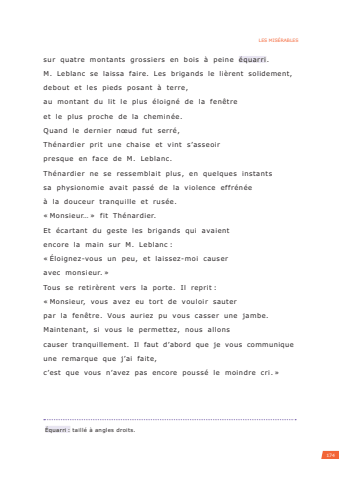 LES MISÉRABLES
sur quatre montants grossiers en bois à peine équarri.
M. Leblanc se laissa faire. Les brigands le lièrent solidement,
debout et les pieds posant à terre,
au montant du lit le plus éloigné de la fenêtre
et le plus proche de la cheminée.
Quand le dernier nœud fut serré,
Thénardier prit une chaise et vint s’asseoir
presque en face de M. Leblanc.
Thénardier ne se ressemblait plus, en quelques instants
sa physionomie avait passé de la violence effrénée
à la douceur tranquille et rusée.
« Monsieur… » fit Thénardier.
Et écartant du geste les brigands qui avaient
encore la main sur M. Leblanc :
« Éloignez-vous un peu, et laissez-moi causer
avec monsieur. »
Tous se retirèrent vers la porte. Il reprit :
« Monsieur, vous avez eu tort de vouloir sauter
par la fenêtre. Vous auriez pu vous casser une jambe.
Maintenant, si vous le permettez, nous allons
causer tranquillement. Il faut d’abord que je vous communique
une remarque que j’ai faite,
c’est que vous n’avez pas encore poussé le moindre cri. »
Équarri : taillé à angles droits.